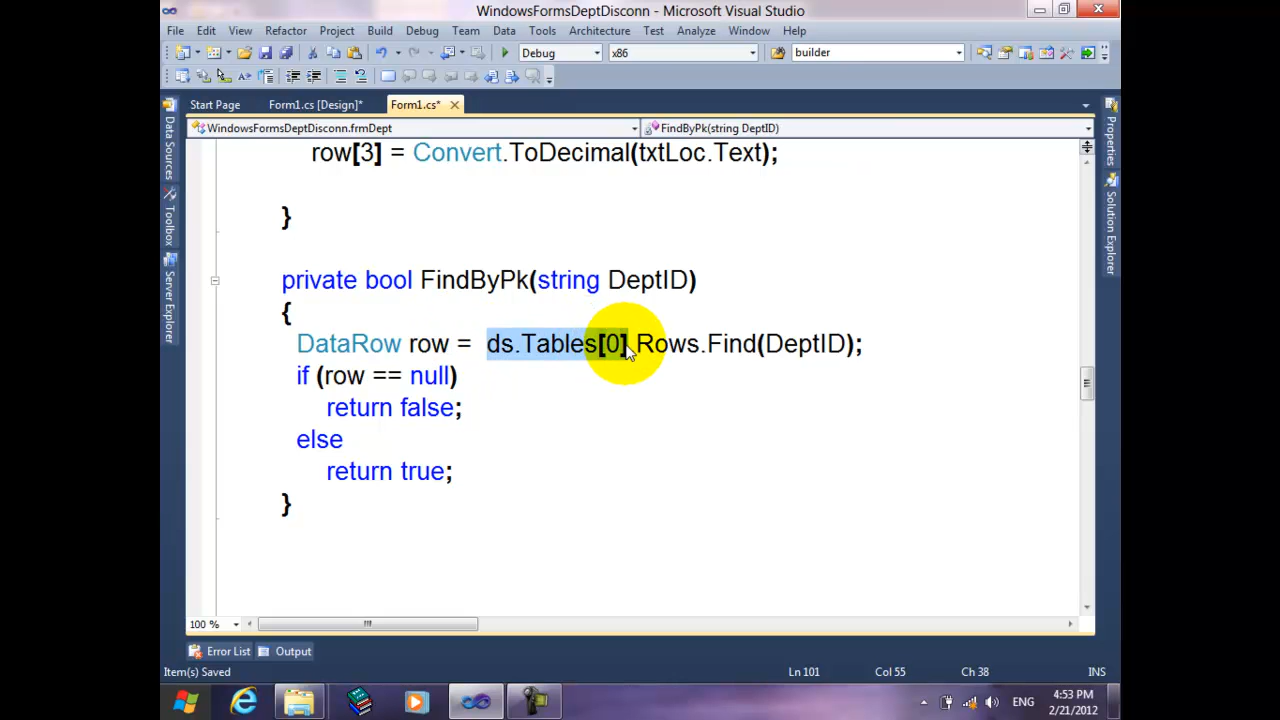 WindowsFormsDeptDisconn - Microsoft Visual Studio
File Edit View Refactor Project Build Debug Team Data Tools Architecture Test Analyze Window Help
Debug x86 builder
Start Page Form1.cs [Design]* Form1.cs*
WindowsFormsDeptDisconn.frmDept FindByPk(string DeptID)
Data Sources
Toolbox
Server Explorer
row[3] = Convert.ToDecimal(txtLoc.Text);
}
private bool FindByPk(string DeptID)
{
DataRow row = ds.Tables[0].Rows.Find(DeptID);
if (row == null)
return false;
else
return true;
}
Properties
Solution Explorer
100 %
Error List Output
Item(s) Saved Ln 101 Col 55 Ch 38 INS
ENG 4:53 PM
2/21/2012